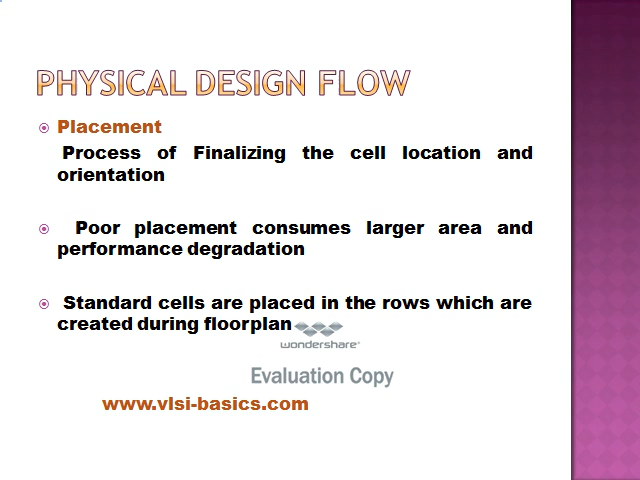 PHYSICAL DESIGN FLOW
Placement
Process of Finalizing the cell location and
orientation
Poor placement consumes larger area and
performance degradation
Standard cells are placed in the rows which are
created during floorplan
wondershare®
Evaluation Copy
www.vlsi-basics.com